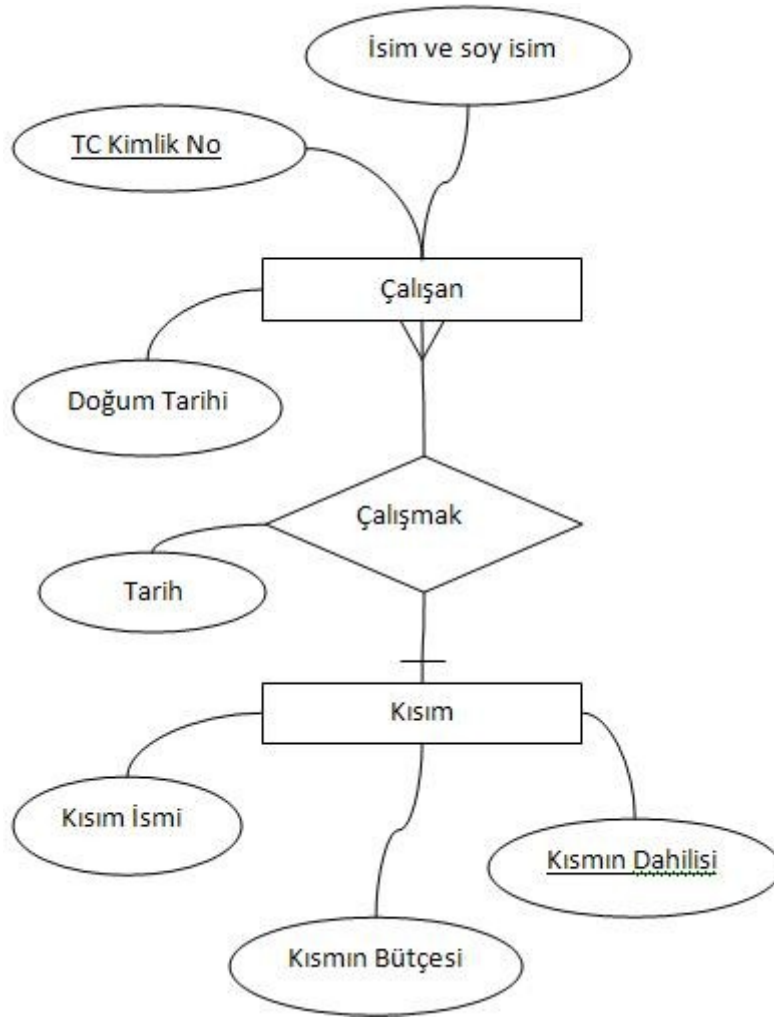 İsim ve soy isim
TC Kimlik No
Çalışan
Doğum Tarihi
Çalışmak
Tarih
Kısım
Kısım İsmi
Kısmın Dahilisi
Kısmın Bütçesi